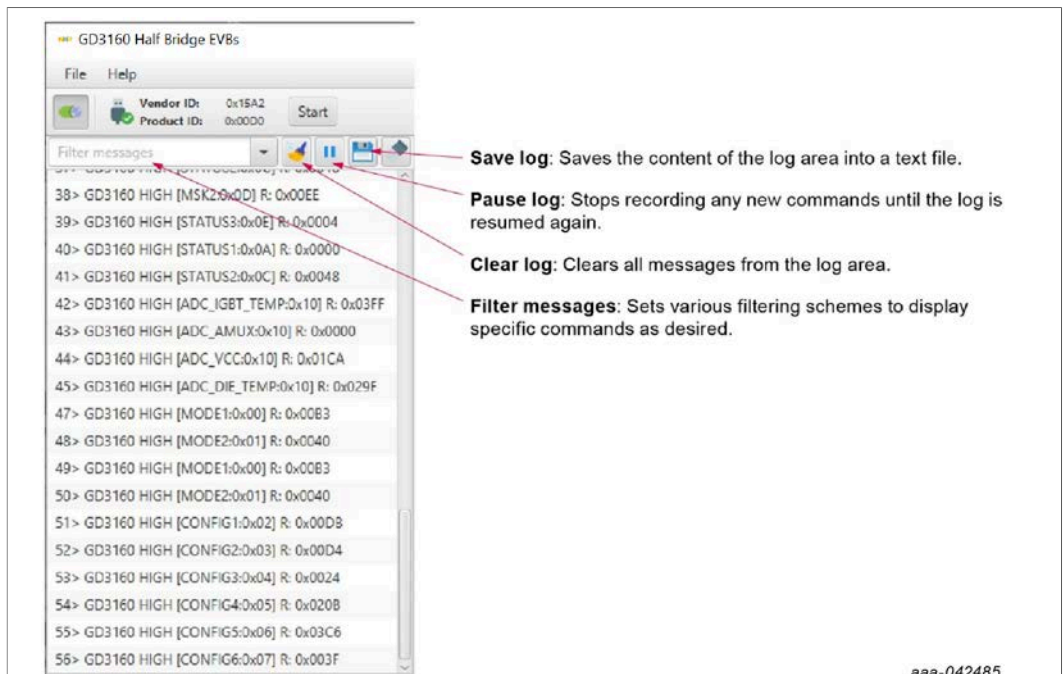 GD3160 Half Bridge EVBs
File Help
Vendor ID: 0x15A2
Product ID: 0x00D0
Start
Filter messages
38> GD3160 HIGH [MSK2:0x0D] R: 0x00EE
39> GD3160 HIGH [STATUS3:0x0E] R: 0x0004
40> GD3160 HIGH [STATUS1:0x0A] R: 0x0000
41> GD3160 HIGH [STATUS2:0x0C] R: 0x0048
42> GD3160 HIGH [ADC_IGBT_TEMP:0x10] R: 0x03FF
43> GD3160 HIGH [ADC_AMUX:0x10] R: 0x0000
44> GD3160 HIGH [ADC_VCC:0x10] R: 0x01CA
45> GD3160 HIGH [ADC_DIE_TEMP:0x10] R: 0x029F
47> GD3160 HIGH [MODE1:0x00] R: 0x00B3
48> GD3160 HIGH [MODE2:0x01] R: 0x0040
49> GD3160 HIGH [MODE1:0x00] R: 0x00B3
50> GD3160 HIGH [MODE2:0x01] R: 0x0040
51> GD3160 HIGH [CONFIG1:0x02] R: 0x00DB
52> GD3160 HIGH [CONFIG2:0x03] R: 0x00D4
53> GD3160 HIGH [CONFIG3:0x04] R: 0x0024
54> GD3160 HIGH [CONFIG4:0x05] R: 0x020B
55> GD3160 HIGH [CONFIG5:0x06] R: 0x03C6
56> GD3160 HIGH [CONFIG6:0x07] R: 0x003F
Save log: Saves the content of the log area into a text file.
Pause log: Stops recording any new commands until the log is
resumed again.
Clear log: Clears all messages from the log area.
Filter messages: Sets various filtering schemes to display
specific commands as desired.
aaa-042485